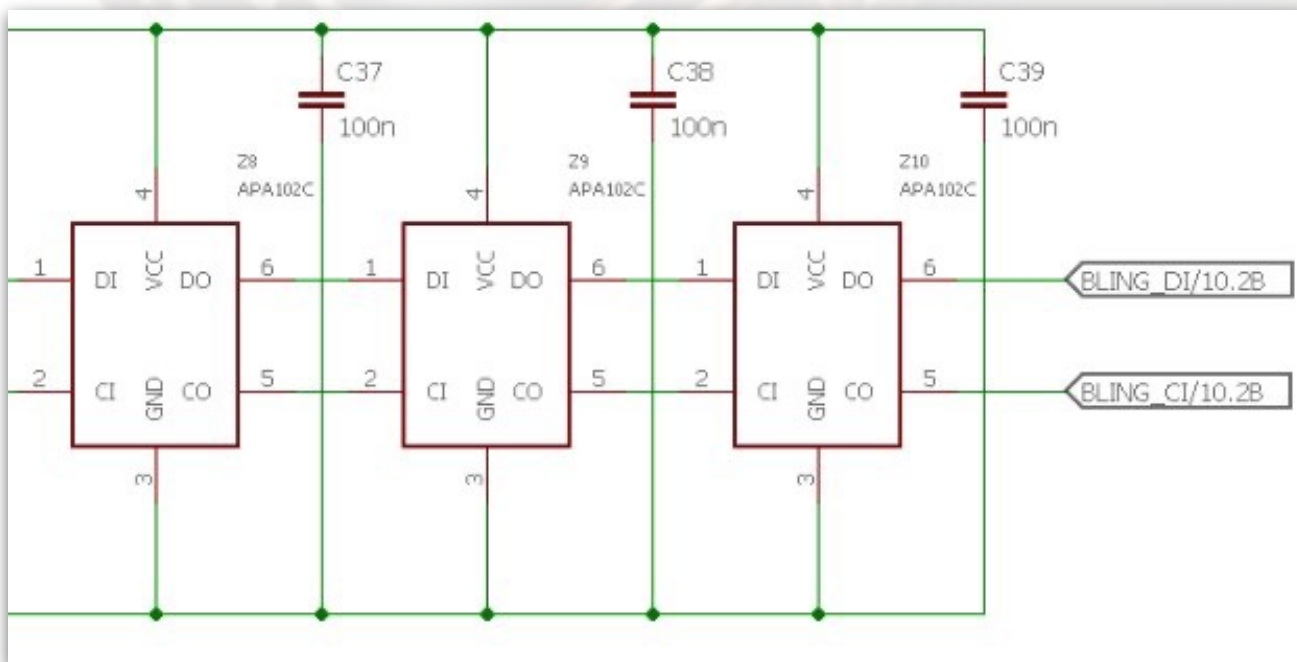 C37
100n
C38
100n
C39
100n
Z8
APA102C
Z9
APA102C
Z10
APA102C
4
4
4
1 DI VCC DO 6
1 DI VCC DO 6
1 DI VCC DO 6
BLING_DI/10.2B
2 CI GND CO 5
2 CI GND CO 5
2 CI GND CO 5
BLING_CI/10.2B
3
3
3